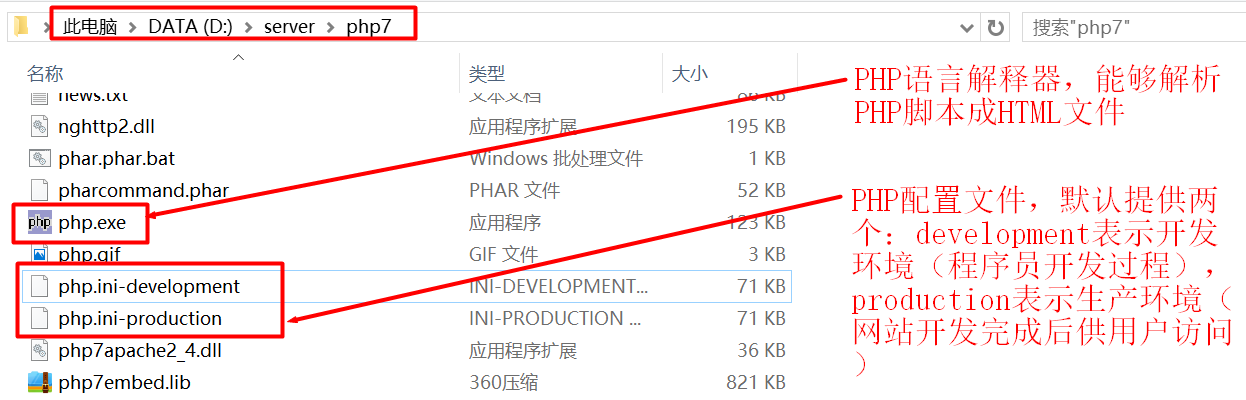 此电脑 > DATA (D:) > server > php7
搜索"php7"
名称 类型 大小
news.txt 文本文档
nghttp2.dll 应用程序扩展 195 KB
phar.phar.bat Windows 批处理文件 1 KB
pharcommand.phar PHAR 文件 52 KB
php.exe 应用程序 123 KB
php.gif GIF 文件 3 KB
php.ini-development INI-DEVELOPMENT... 71 KB
php.ini-production INI-PRODUCTION ... 71 KB
php7apache2_4.dll 应用程序扩展 36 KB
php7embed.lib 360压缩 821 KB
PHP语言解释器，能够解析
PHP脚本成HTML文件
PHP配置文件，默认提供两
个：development表示开发
环境（程序员开发过程），
production表示生产环境（
网站开发完成后供用户访问
）